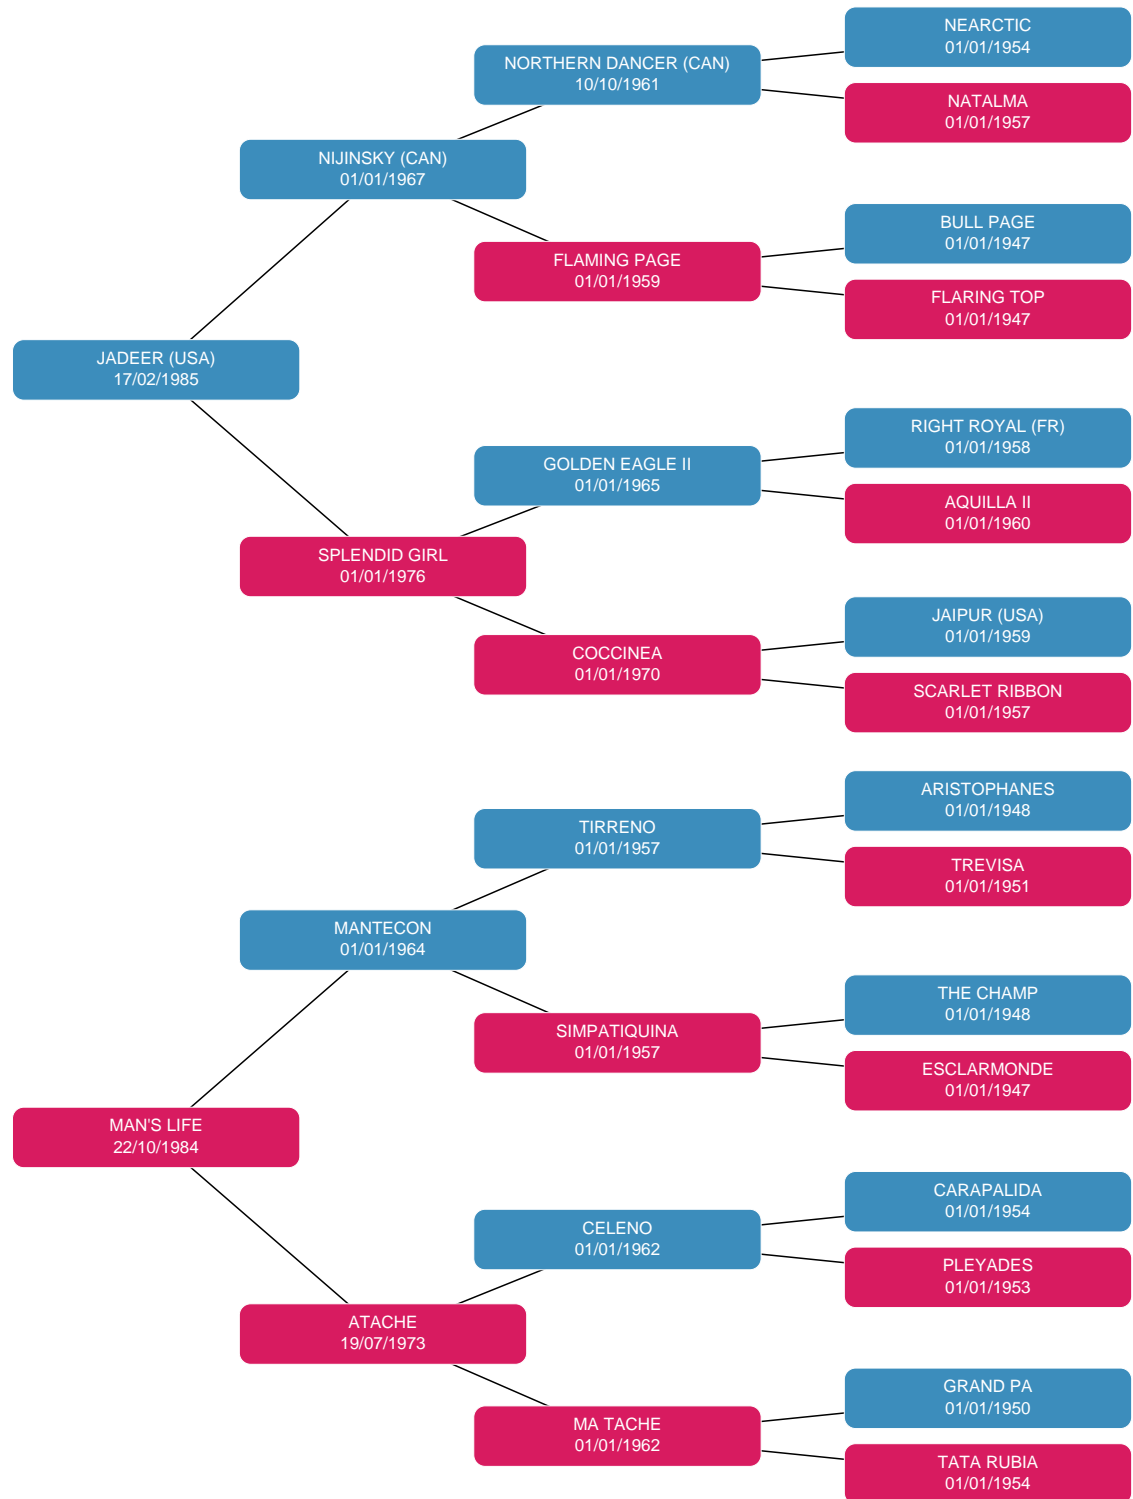 NEARCTIC
01/01/1954
NORTHERN DANCER (CAN)
10/10/1961
NATALMA
01/01/1957
NIJINSKY (CAN)
01/01/1967
BULL PAGE
01/01/1947
FLAMING PAGE
01/01/1959
FLARING TOP
01/01/1947
JADEER (USA)
17/02/1985
RIGHT ROYAL (FR)
01/01/1958
GOLDEN EAGLE II
01/01/1965
AQUILLA II
01/01/1960
SPLENDID GIRL
01/01/1976
JAIPUR (USA)
01/01/1959
COCCINEA
01/01/1970
SCARLET RIBBON
01/01/1957
ARISTOPHANES
01/01/1948
TIRRENO
01/01/1957
TREVISA
01/01/1951
MANTECON
01/01/1964
THE CHAMP
01/01/1948
SIMPATIQUINA
01/01/1957
ESCLARMONDE
01/01/1947
MAN'S LIFE
22/10/1984
CARAPALIDA
01/01/1954
CELENO
01/01/1962
PLEYADES
01/01/1953
ATACHE
19/07/1973
GRAND PA
01/01/1950
MA TACHE
01/01/1962
TATA RUBIA
01/01/1954